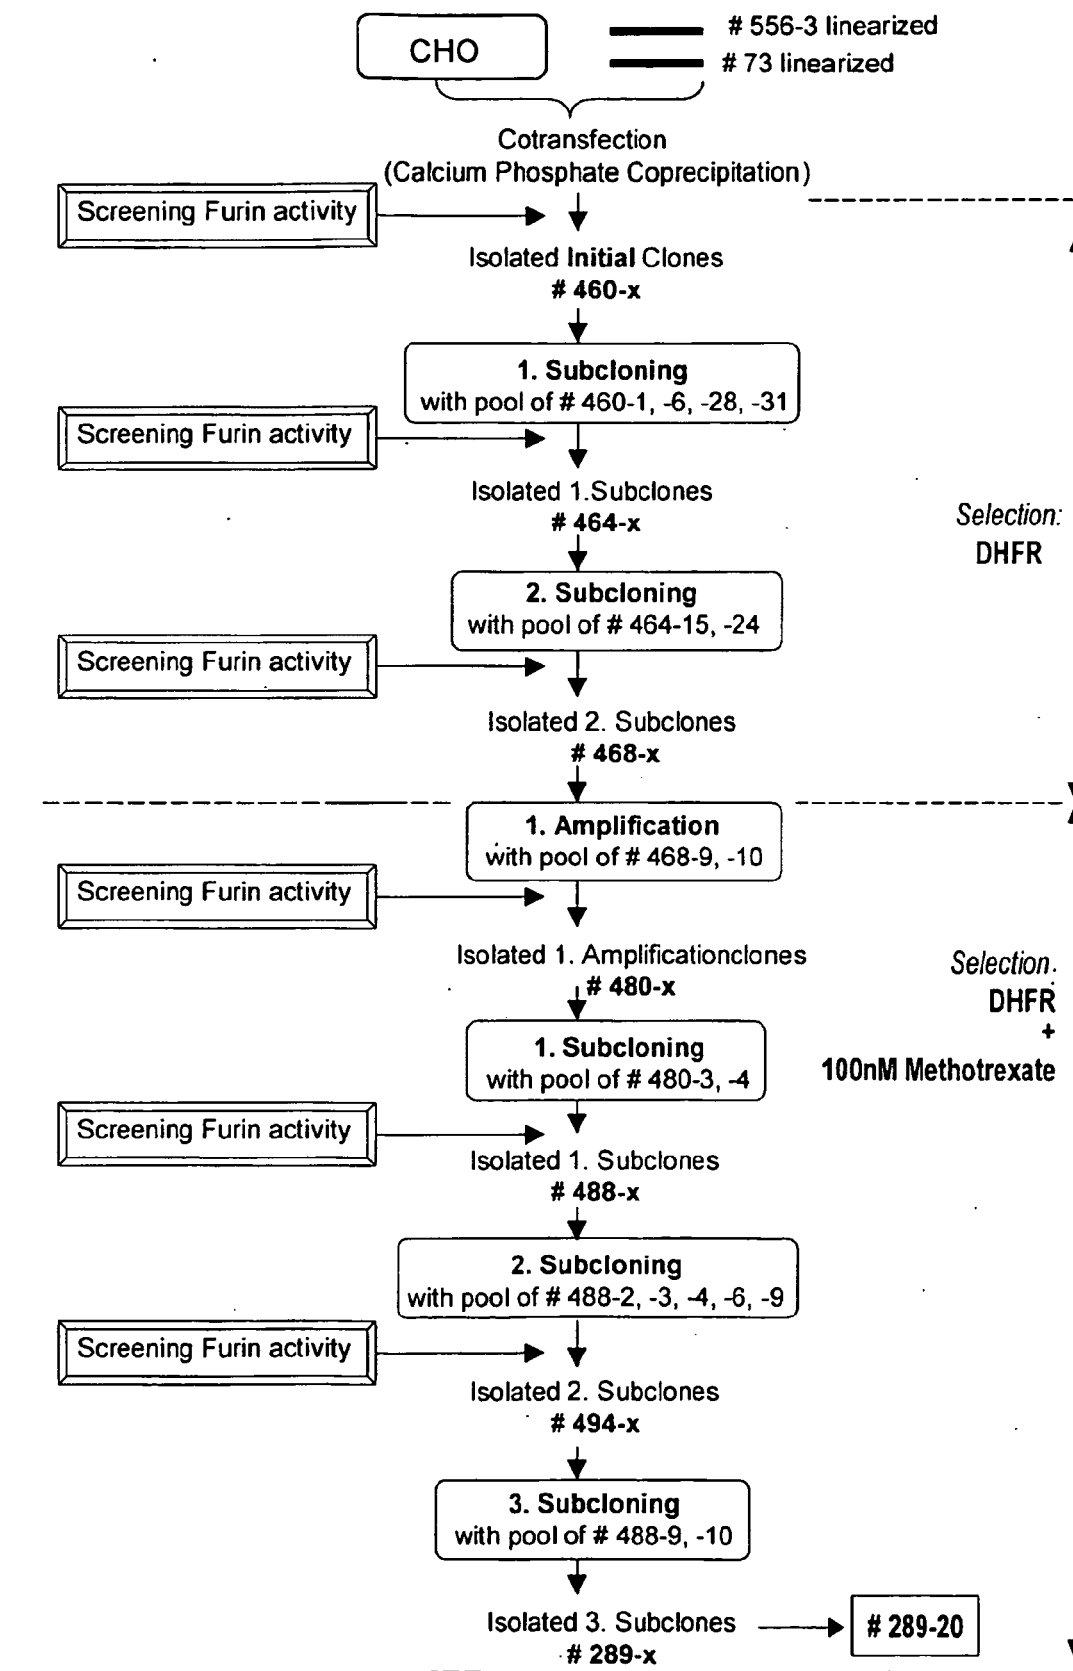 CHO
# 556-3 linearized
# 73 linearized
Cotransfection
(Calcium Phosphate Coprecipitation)
Screening Furin activity
Isolated Initial Clones
# 460-x
1. Subcloning
with pool of # 460-1, -6, -28, -31
Screening Furin activity
Isolated 1.Subclones
# 464-x
Selection:
DHFR
2. Subcloning
with pool of # 464-15, -24
Screening Furin activity
Isolated 2. Subclones
# 468-x
1. Amplification
with pool of # 468-9, -10
Screening Furin activity
Isolated 1. Amplificationclones
# 480-x
Selection.
DHFR
+
100nM Methotrexate
1. Subcloning
with pool of # 480-3, -4
Screening Furin activity
Isolated 1. Subclones
# 488-x
2. Subcloning
with pool of # 488-2, -3, -4, -6, -9
Screening Furin activity
Isolated 2. Subclones
# 494-x
3. Subcloning
with pool of # 488-9, -10
Isolated 3. Subclones
# 289-x
# 289-20